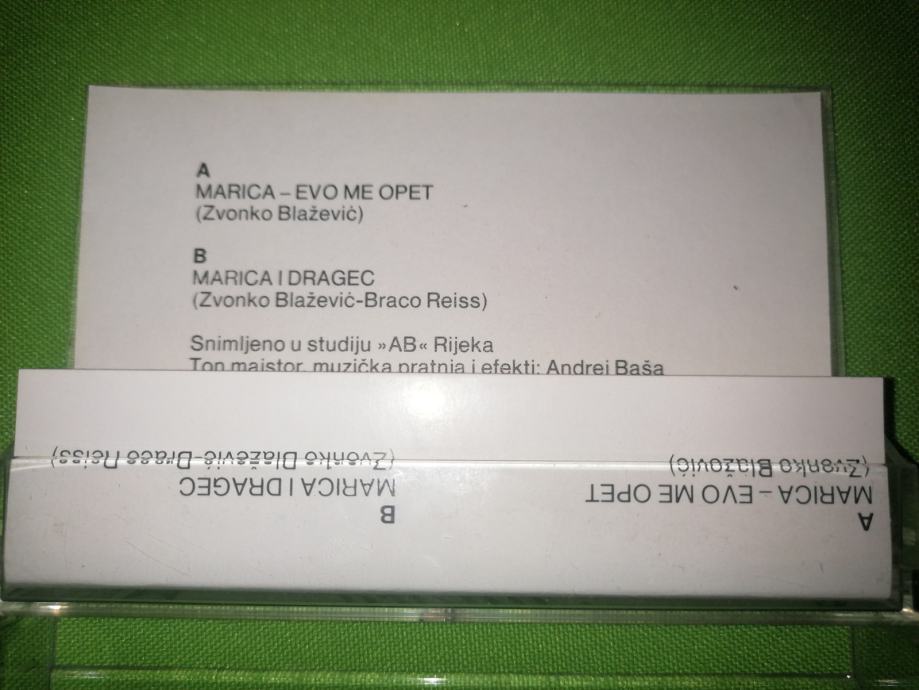 A
MARICA – EVO ME OPET
(Zvonko Blažević)
B
MARICA I DRAGEC
(Zvonko Blažević-Braco Reiss)
Snimljeno u studiju »AB« Rijeka
Ton majstor, muzička pratnja i efekti: Andrej Baša
A
MARICA – EVO ME OPET
(Zvonko Blažović)
B
MARICA I DRAGEC
(Zvonko Blažević-Braco Reiss)